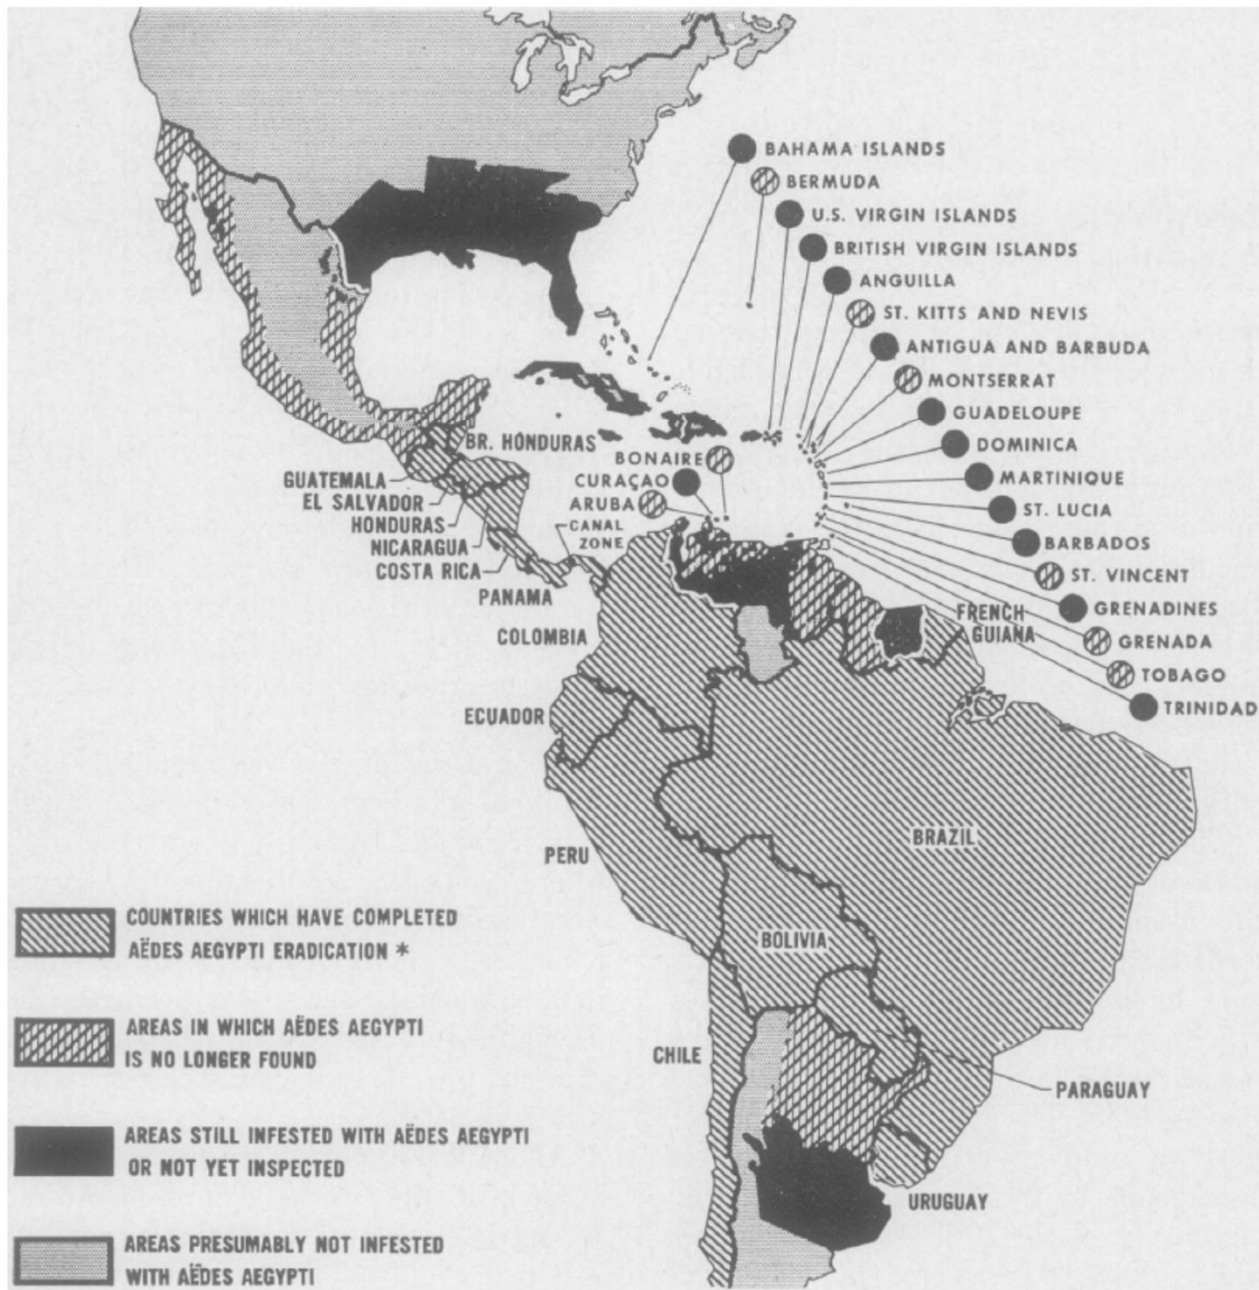 BAHAMA ISLANDS
BERMUDA
U.S. VIRGIN ISLANDS
BRITISH VIRGIN ISLANDS
ANGUILLA
ST. KITTS AND NEVIS
ANTIGUA AND BARBUDA
MONTSERRAT
GUADELOUPE
DOMINICA
MARTINIQUE
ST. LUCIA
BARBADOS
ST. VINCENT
GRENADINES
GRENADA
TOBAGO
TRINIDAD
BR. HONDURAS
BONAIRE
CURAÇAO
ARUBA
GUATEMALA
EL SALVADOR
HONDURAS
NICARAGUA
COSTA RICA
CANAL
ZONE
PANAMA
COLOMBIA
FRENCH
GUIANA
ECUADOR
PERU
BRAZIL
BOLIVIA
CHILE
PARAGUAY
URUGUAY
COUNTRIES WHICH HAVE COMPLETED
AËDES AEGYPTI ERADICATION *
AREAS IN WHICH AËDES AEGYPTI
IS NO LONGER FOUND
AREAS STILL INFESTED WITH AËDES AEGYPTI
OR NOT YET INSPECTED
AREAS PRESUMABLY NOT INFESTED
WITH AËDES AEGYPTI